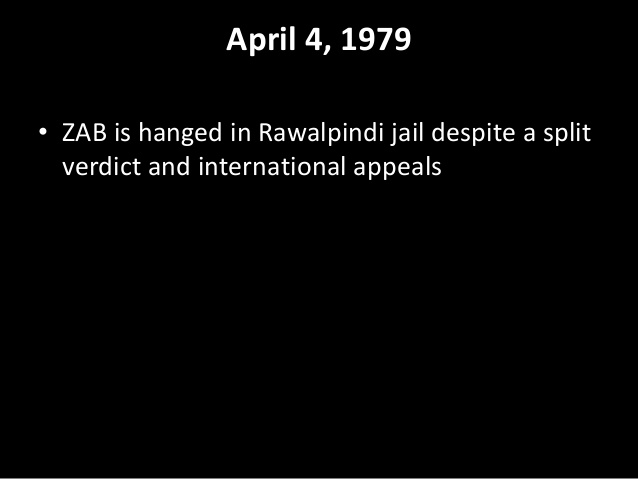 April 4, 1979
• ZAB is hanged in Rawalpindi jail despite a split
verdict and international appeals